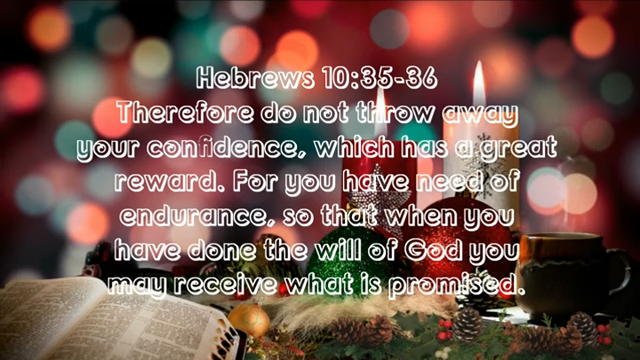 Hebrews 10:35-36
Therefore do not throw away
your confidence, which has a great
reward. For you have need of
endurance, so that when you
have done the will of God you
may receive what is promised.